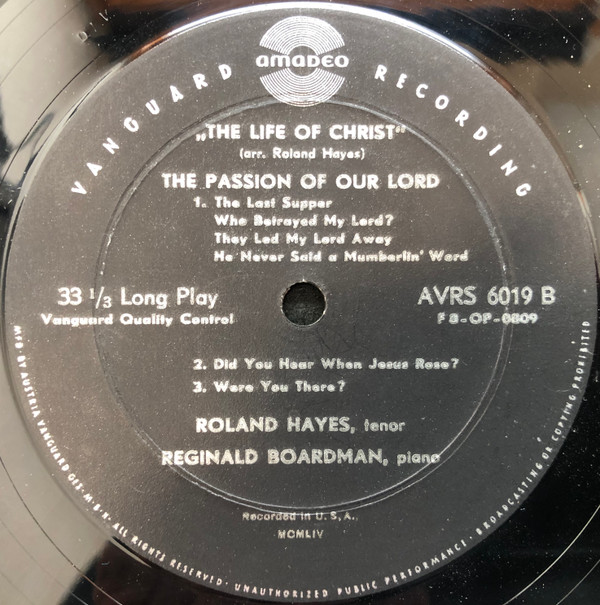 amadeo
VANGUARD RECORDING
„THE LIFE OF CHRIST“
(arr. Roland Hayes)
THE PASSION OF OUR LORD
1. The Last Supper
Who Betrayed My Lord?
They Led My Lord Away
He Never Said a Mumberlin' Word
33 1/3 Long Play
AVRS 6019 B
Vanguard Quality Control
F8-OP-0809
2. Did You Hear When Jesus Rose?
3. Were You There?
ROLAND HAYES, tenor
REGINALD BOARDMAN, piano
Recorded in U.S.A.
MCMLIV
MFD BY AUSTRIA VANGUARD GES·M·B·H· ALL RIGHTS RESERVED · UNAUTHORIZED PUBLIC PERFORMANCE · BROADCASTING OR COPYING PROHIBITED